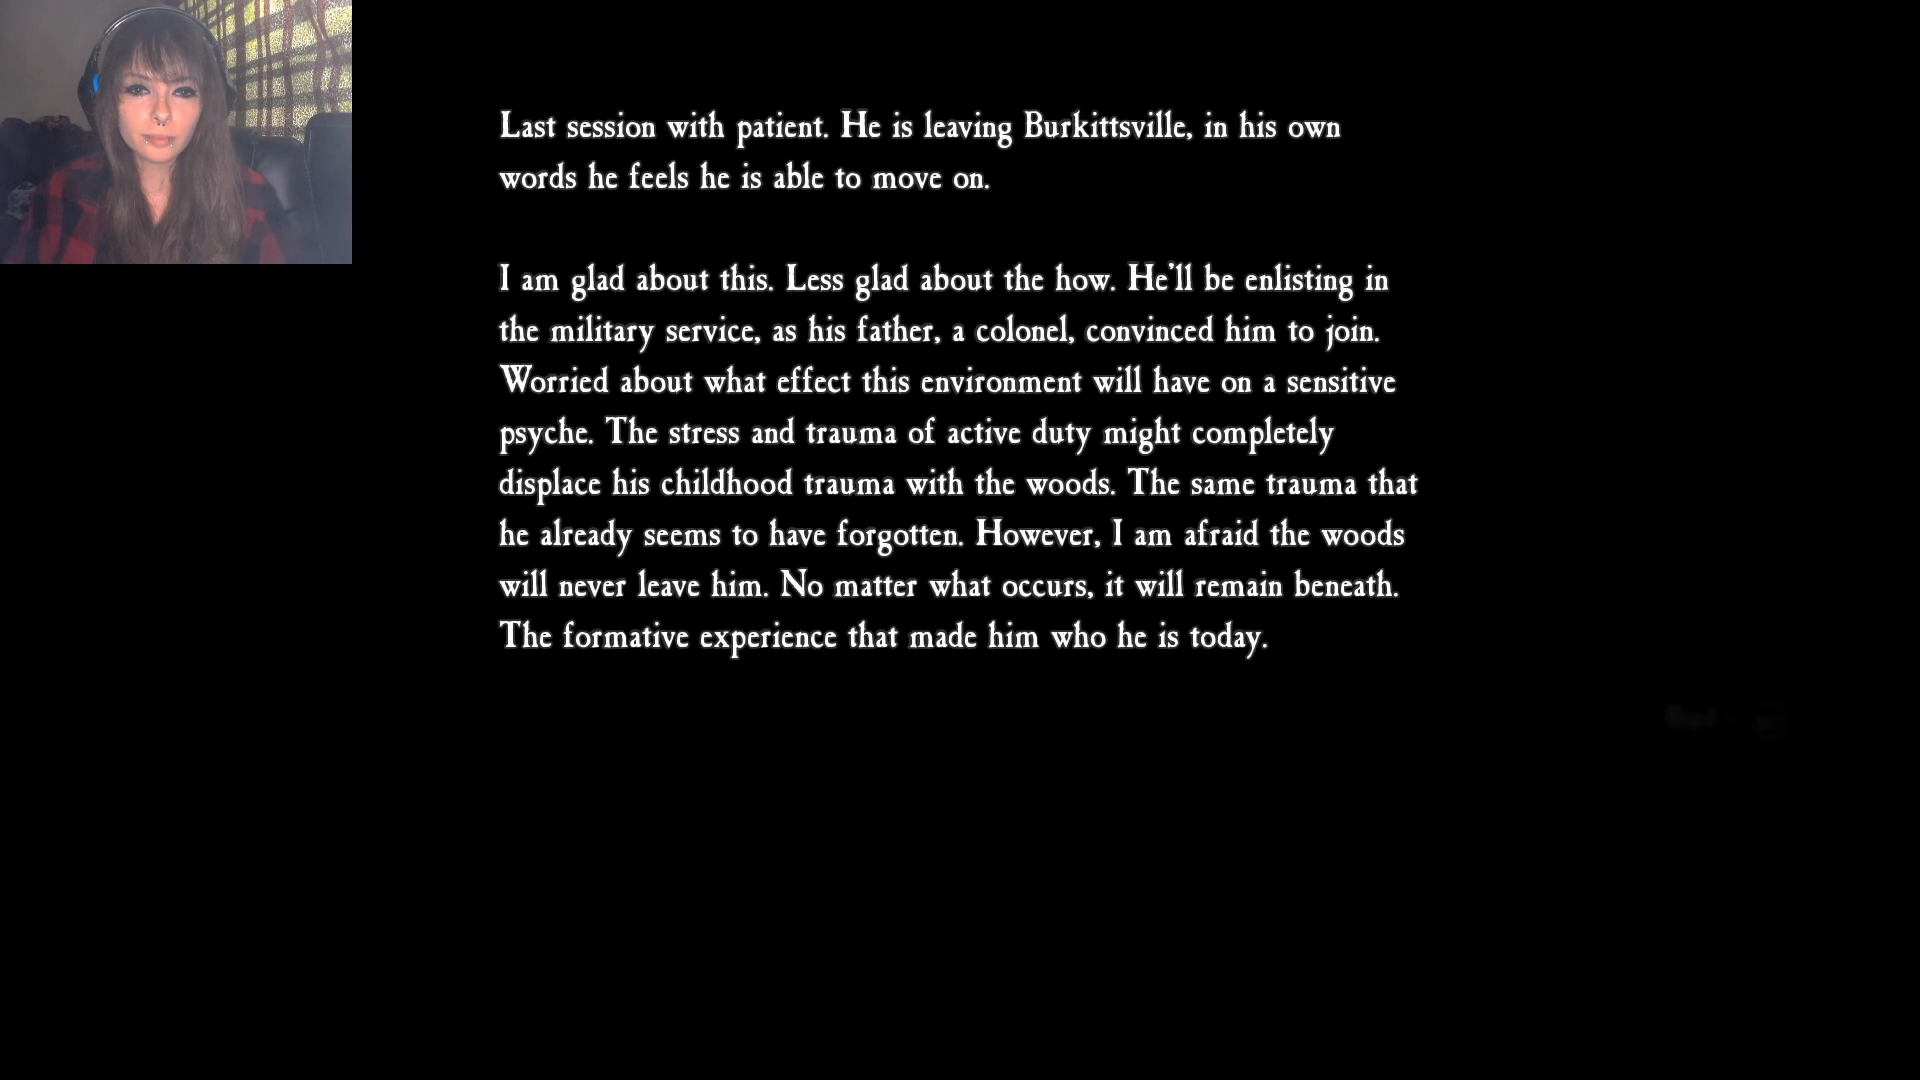 Last session with patient. He is leaving Burkittsville, in his own
words he feels he is able to move on.
I am glad about this. Less glad about the how. He'll be enlisting in
the military service, as his father, a colonel, convinced him to join.
Worried about what effect this environment will have on a sensitive
psyche. The stress and trauma of active duty might completely
displace his childhood trauma with the woods. The same trauma that
he already seems to have forgotten. However, I am afraid the woods
will never leave him. No matter what occurs, it will remain beneath.
The formative experience that made him who he is today.